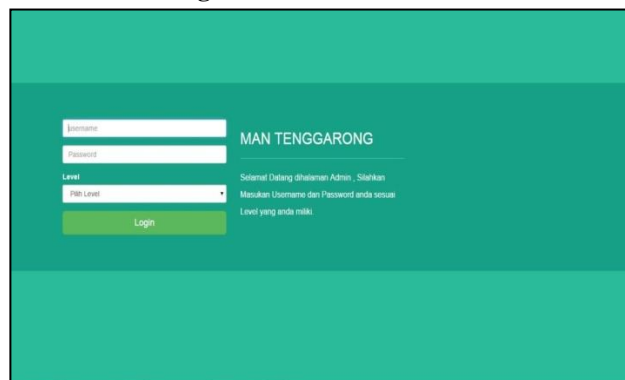 username
Password
Level
Pilih Level
Login
MAN TENGGARONG
Selamat Datang dihalaman Admin , Silahkan
Masukan Username dan Password anda sesuai
Level yang anda miliki.